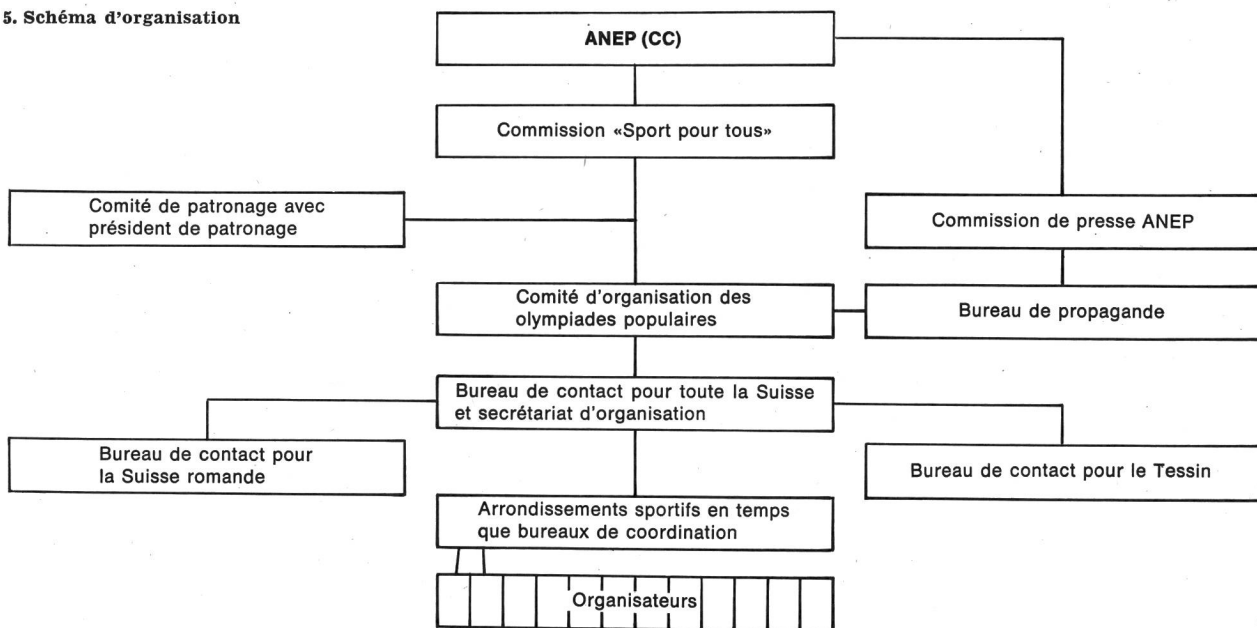 5. Schéma d'organisation
ANEP (CC)
Commission «Sport pour tous»
Comité de patronage avec
président de patronage
Commission de presse ANEP
Comité d'organisation des
olympiades populaires
Bureau de propagande
Bureau de contact pour toute la Suisse
et secrétariat d'organisation
Bureau de contact pour
la Suisse romande
Bureau de contact pour le Tessin
Arrondissements sportifs en temps
que bureaux de coordination
Organisateurs